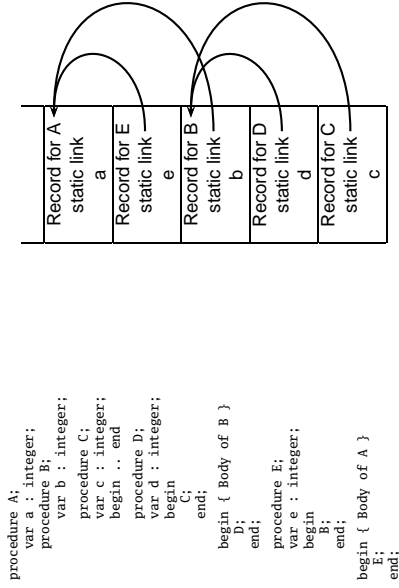 procedure A;
var a : integer;
procedure B;
var b : integer;
procedure C;
var c : integer;
begin .. end
procedure D;
var d : integer;
begin
C;
end;
begin { Body of B }
D;
end;
procedure E;
var e : integer;
begin
B;
end;
begin { Body of A }
E;
end;
Record for A
static link
a
Record for E
static link
e
Record for B
static link
b
Record for D
static link
d
Record for C
static link
c